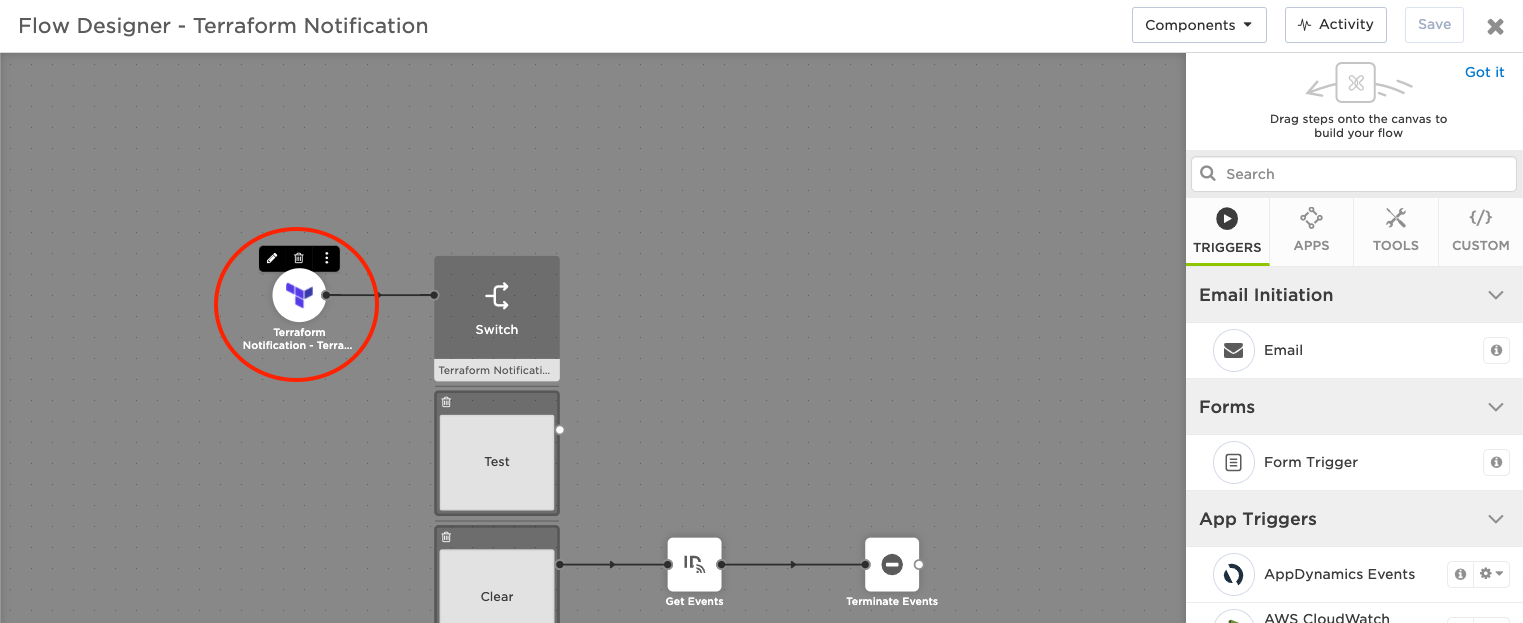 Flow Designer - Terraform Notification
Components
Activity
Save
Got it
Drag steps onto the canvas to
build your flow
Search
TRIGGERS
APPS
TOOLS
CUSTOM
Email Initiation
Email
Forms
Form Trigger
App Triggers
AppDynamics Events
AWS CloudWatch
Terraform
Notification - Terra...
Switch
Terraform Notificati...
Test
Clear
Get Events
Terminate Events